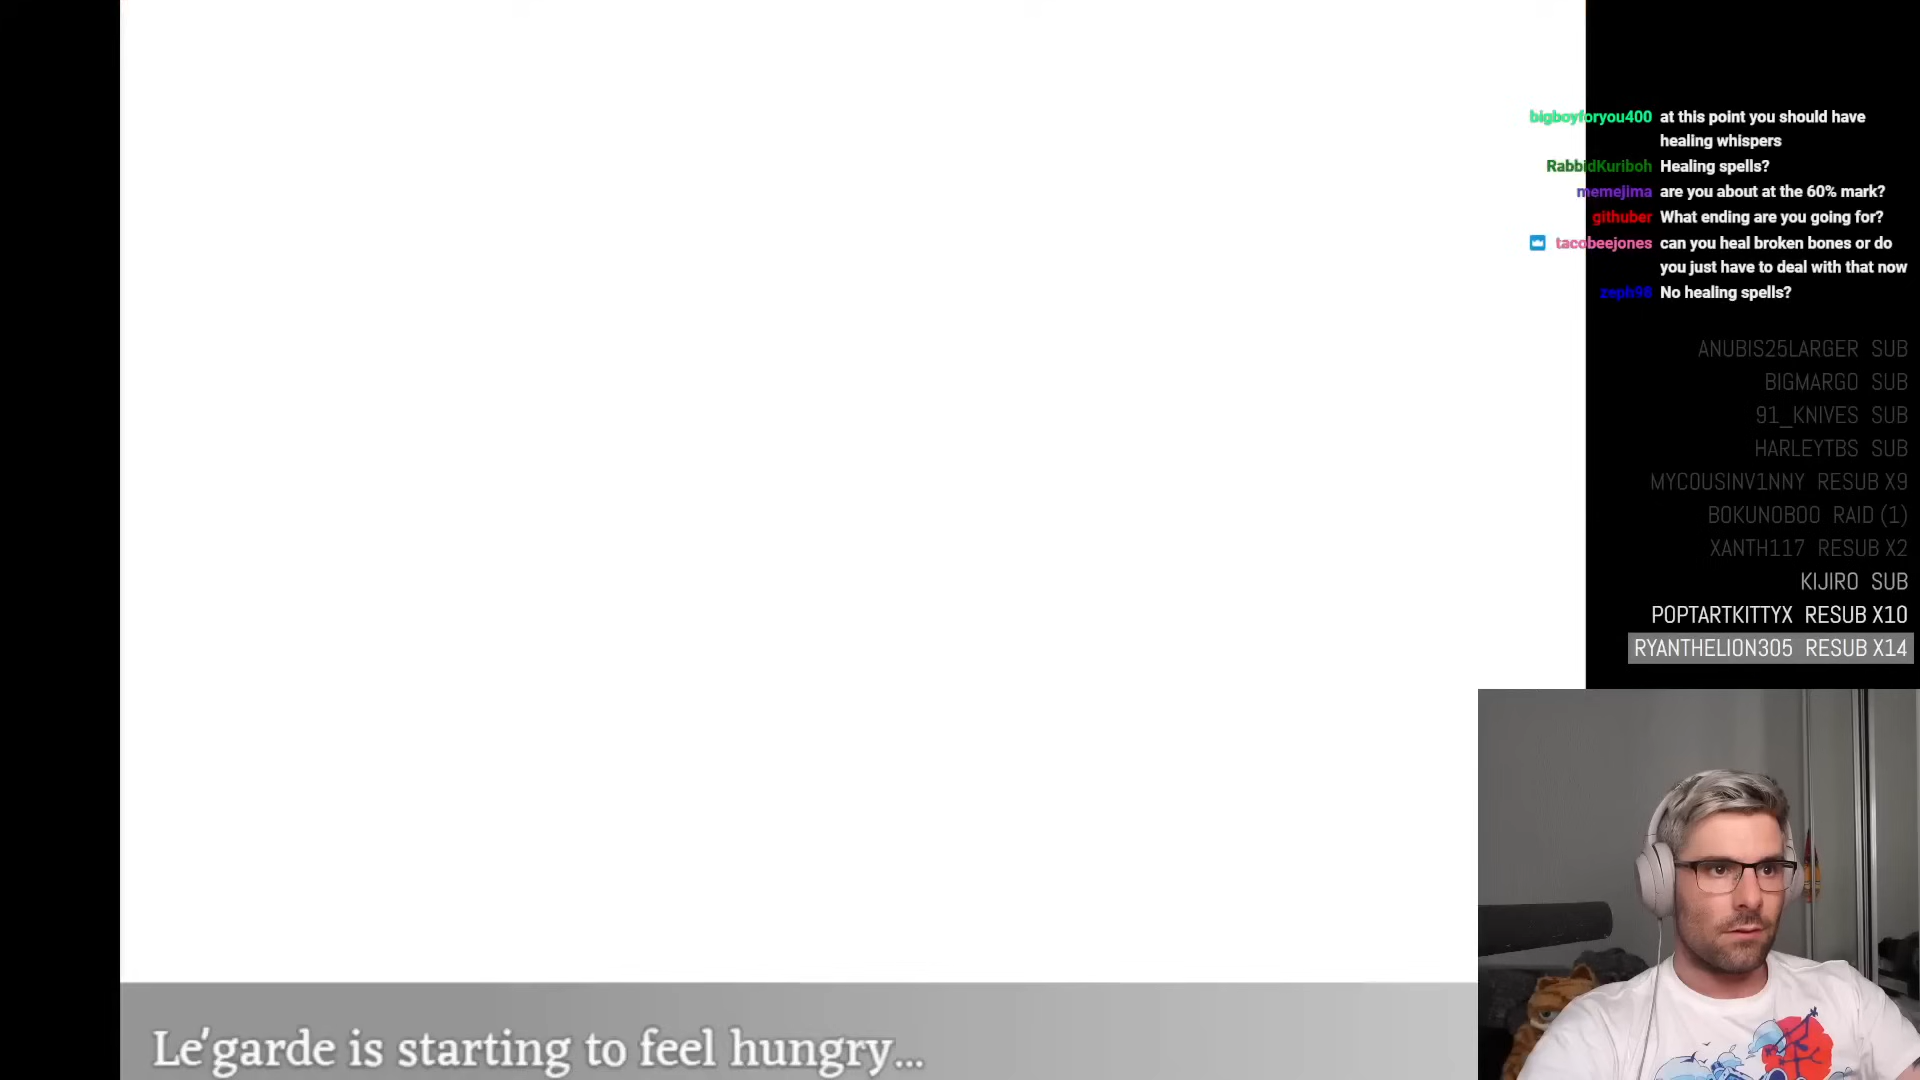 bigboyforyou400 at this point you should have
healing whispers
RabbidKuriboh Healing spells?
memejima are you about at the 60% mark?
githuber What ending are you going for?
tacobeejones can you heal broken bones or do
you just have to deal with that now
zeph98 No healing spells?
ANUBIS25LARGER SUB
BIGMARGO SUB
91_KNIVES SUB
HARLEYTBS SUB
MYCOUSINV1NNY RESUB X9
BOKUNOBOO RAID (1)
XANTH117 RESUB X2
KIJIRO SUB
POPTARTKITTYX RESUB X10
RYANTHELION305 RESUB X14
Le'garde is starting to feel hungry...